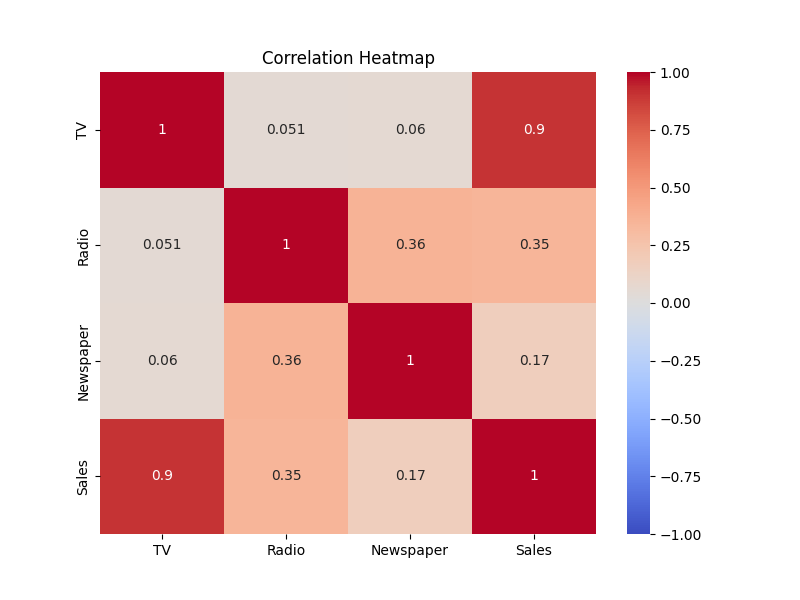 Correlation Heatmap
TV 1 0.051 0.06 0.9
Radio 0.051 1 0.36 0.35
Newspaper 0.06 0.36 1 0.17
Sales 0.9 0.35 0.17 1
TV Radio Newspaper Sales
1.00
0.75
0.50
0.25
0.00
−0.25
−0.50
−0.75
−1.00